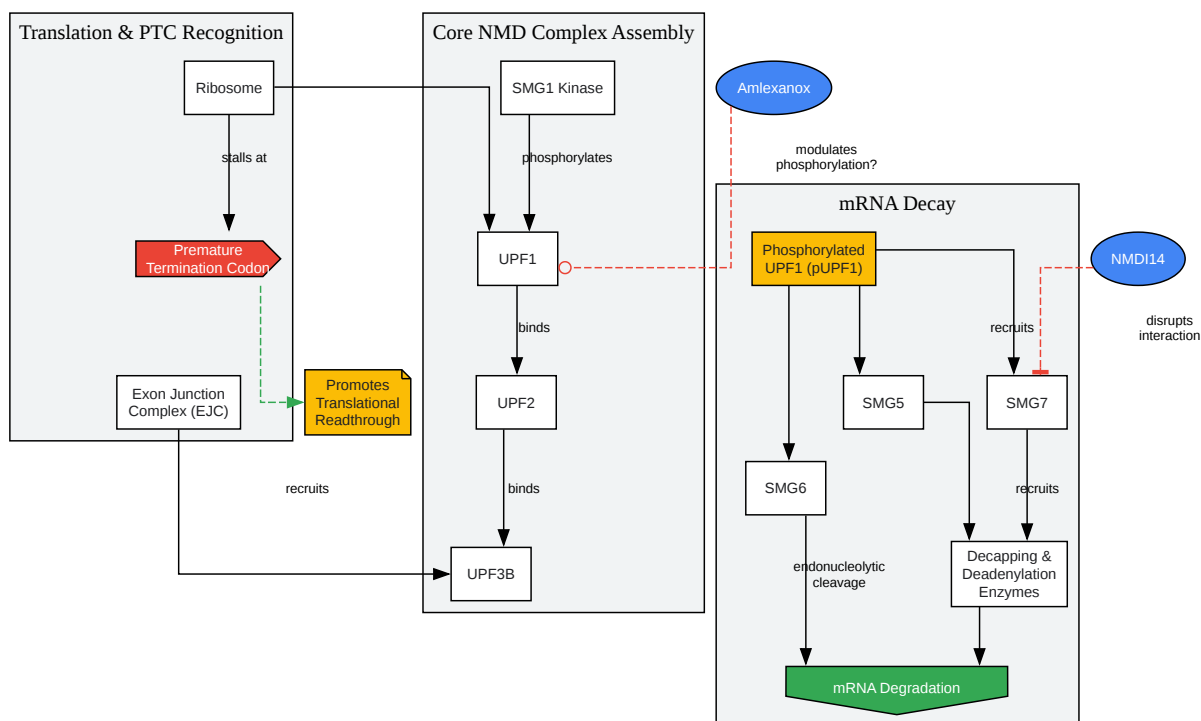 Translation & PTC Recognition
Ribosome
stalls at
Premature
Termination Codon
Exon Junction
Complex (EJC)
Promotes
Translational
Readthrough
recruits
Core NMD Complex Assembly
SMG1 Kinase
phosphorylates
UPF1
binds
UPF2
binds
UPF3B
Amlexanox
modulates
phosphorylation?
mRNA Decay
Phosphorylated
UPF1 (pUPF1)
recruits
NMDI14
disrupts
interaction
SMG5
SMG7
SMG6
recruits
endonucleolytic
cleavage
Decapping &
Deadenylation
Enzymes
mRNA Degradation